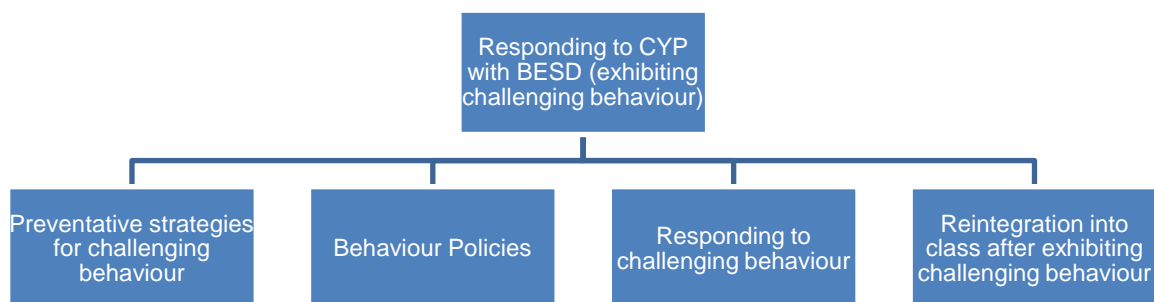 Responding to CYP
with BESD (exhibiting
challenging behaviour)
Preventative strategies
for challenging
behaviour
Behaviour Policies
Responding to
challenging behaviour
Reintegration into
class after exhibiting
challenging behaviour